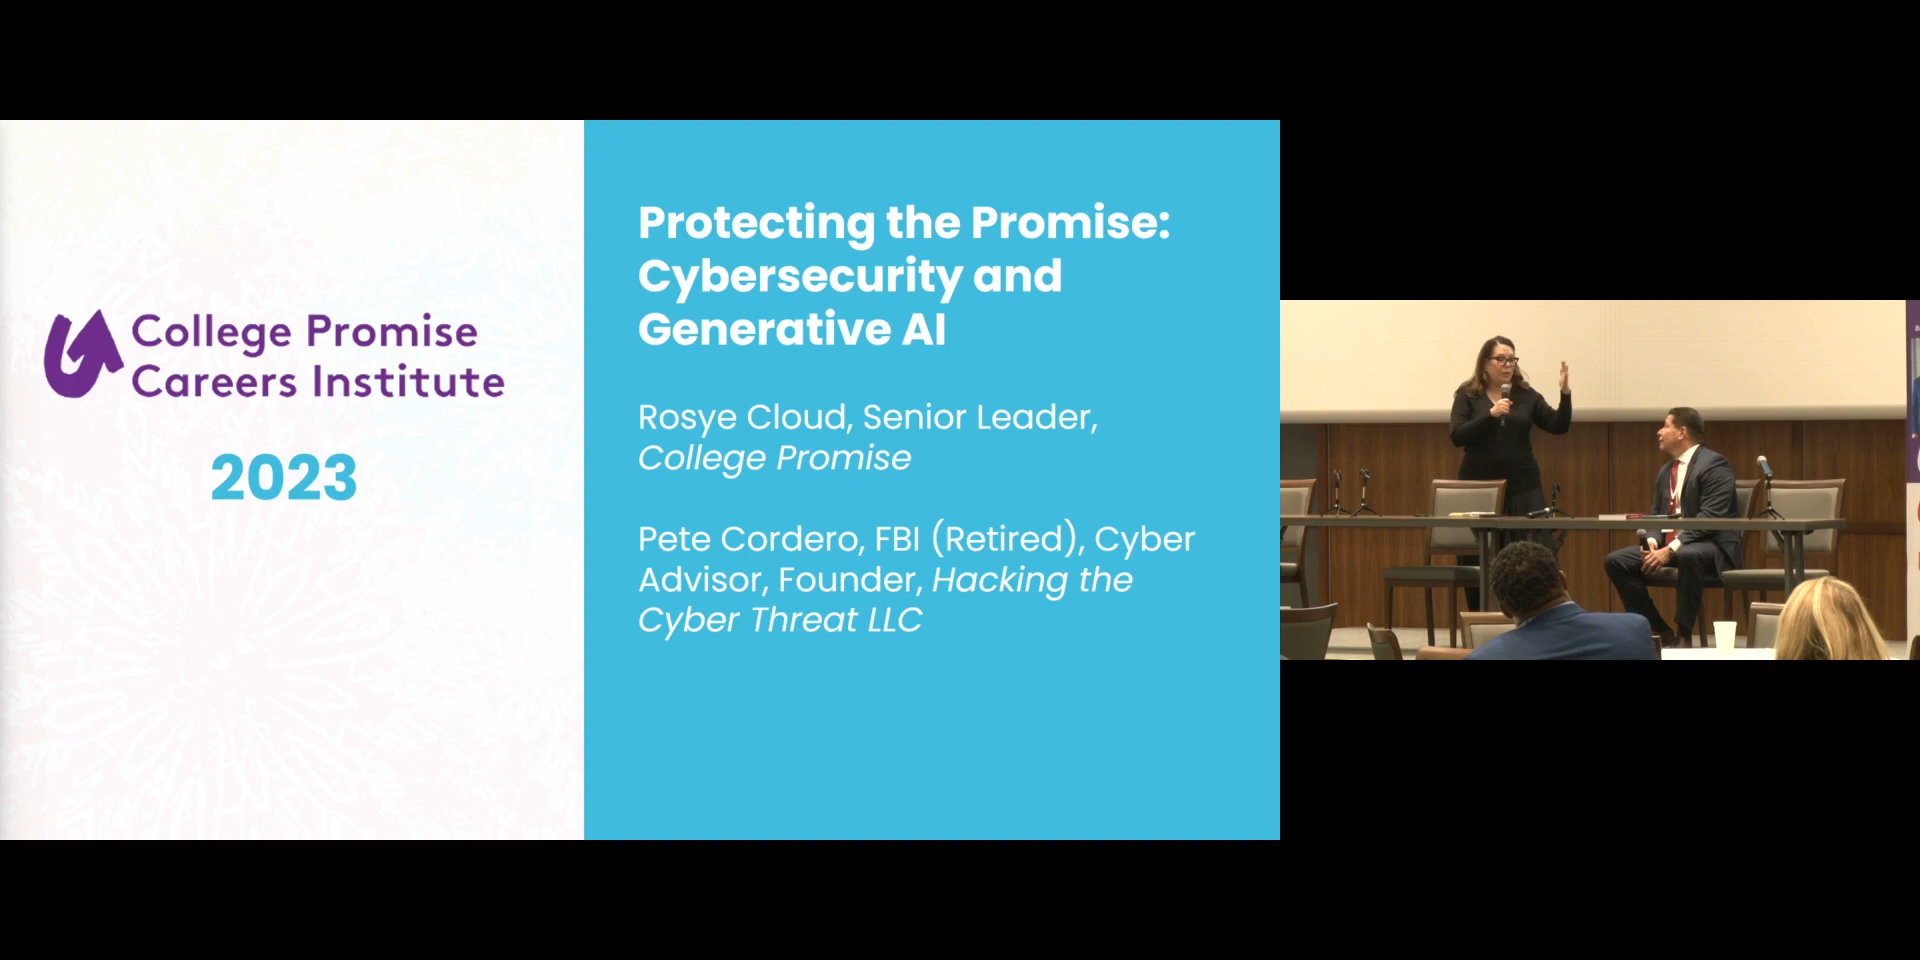 College Promise
Careers Institute
2023
Protecting the Promise:
Cybersecurity and
Generative AI
Rosye Cloud, Senior Leader,
College Promise
Pete Cordero, FBI (Retired), Cyber
Advisor, Founder, Hacking the
Cyber Threat LLC